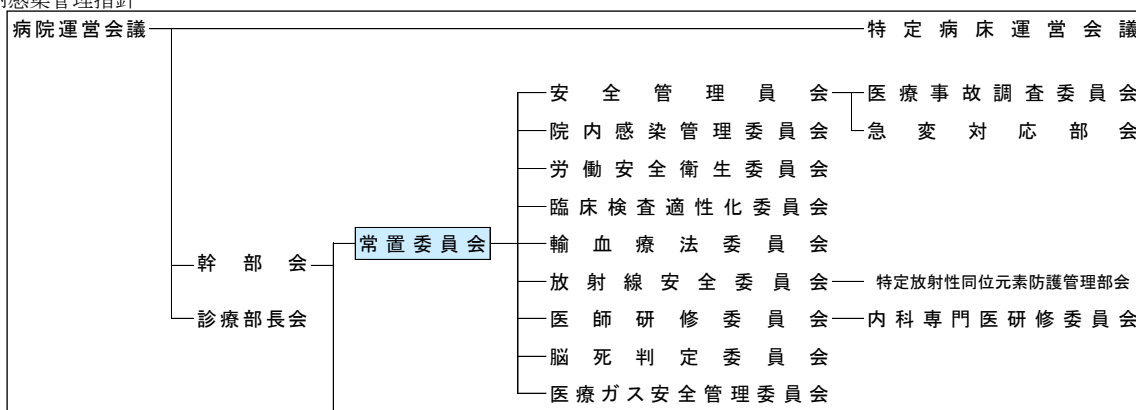 内感染管理指針
病院運営会議 特定病床運営会議
安全管理員会 医療事故調査委員会
院内感染管理委員会 急変対応部会
労働安全衛生委員会
臨床検査適性化委員会
常置委員会 輸血療法委員会
幹部会
放射線安全委員会 特定放射性同位元素防護管理部会
診療部長会 医師研修委員会 内科専門医研修委員会
脳死判定委員会
医療ガス安全管理委員会